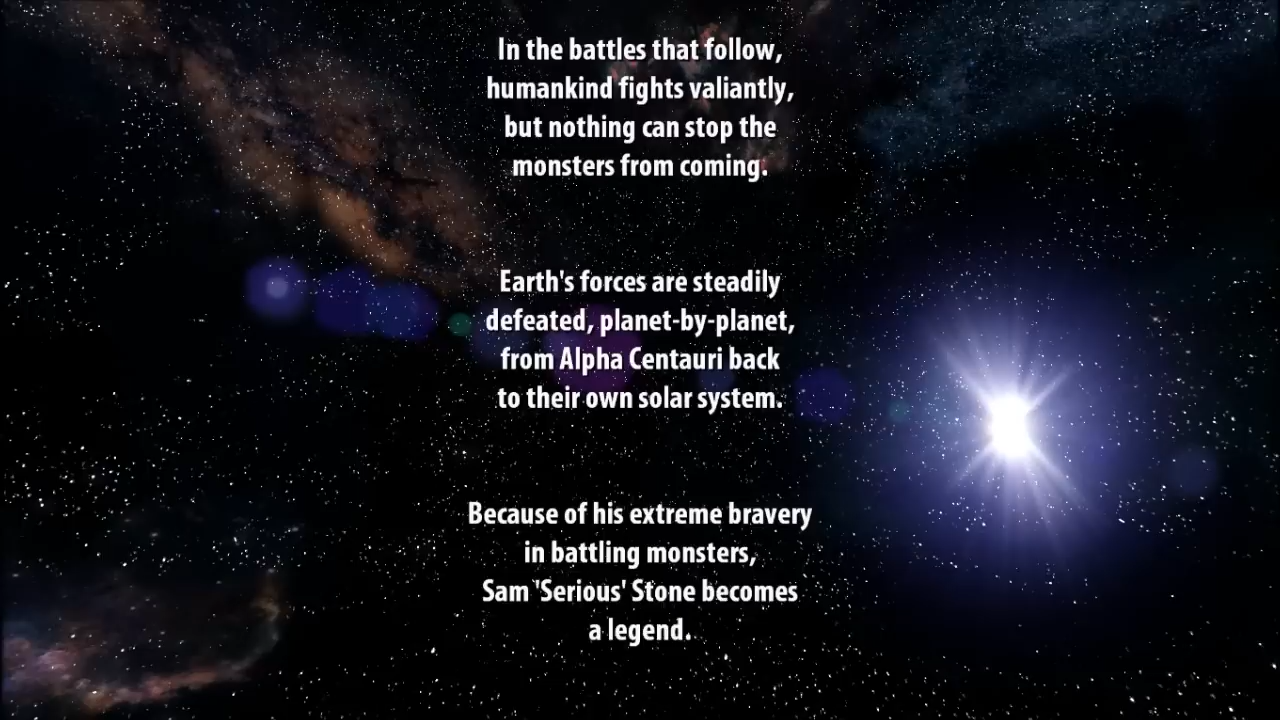 In the battles that follow,
humankind fights valiantly,
but nothing can stop the
monsters from coming.
Earth's forces are steadily
defeated, planet-by-planet,
from Alpha Centauri back
to their own solar system.
Because of his extreme bravery
in battling monsters,
Sam 'Serious' Stone becomes
a legend.